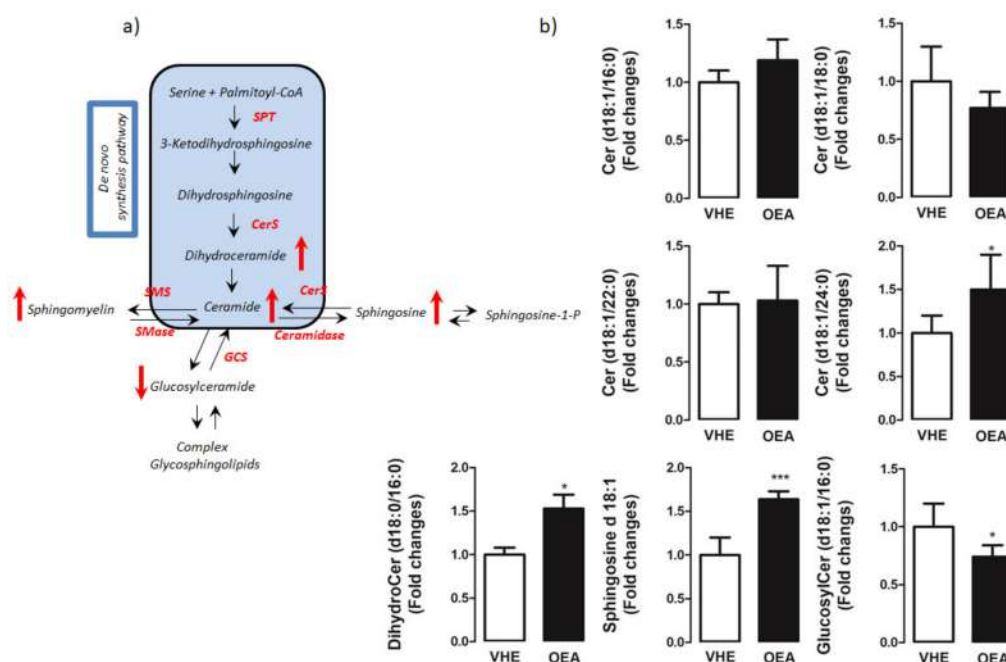 a)
De novo
synthesis pathway
Serine + Palmitoyl-CoA
SPT
3-Ketodihydrosphingosine
Dihydrosphingosine
CerS
Dihydroceramide
SMS
Ceramide
CerS
Sphingomyelin
Sphingosine
Sphingosine-1-P
SMase
Ceramidase
GCS
Glucosylceramide
Complex
Glycosphingolipids
b)
Cer (d18:1/16:0)
(Fold changes)
1.5
1.0
0.5
0.0
VHE OEA
Cer (d18:1/18:0)
(Fold changes)
1.5
1.0
0.5
0.0
VHE OEA
Cer (d18:1/22:0)
(Fold changes)
1.5
1.0
0.5
0.0
VHE OEA
Cer (d18:1/24:0)
(Fold changes)
2.0
1.5
1.0
0.5
0.0
*
VHE OEA
DihydroCer (d18:0/16:0)
(Fold changes)
2.0
1.5
1.0
0.5
0.0
*
VHE OEA
Sphingosine d 18:1
(Fold changes)
2.0
1.5
1.0
0.5
0.0
***
VHE OEA
GlucosylCer (d18:1/16:0)
(Fold changs)
1.5
1.0
0.5
0.0
*
VHE OEA